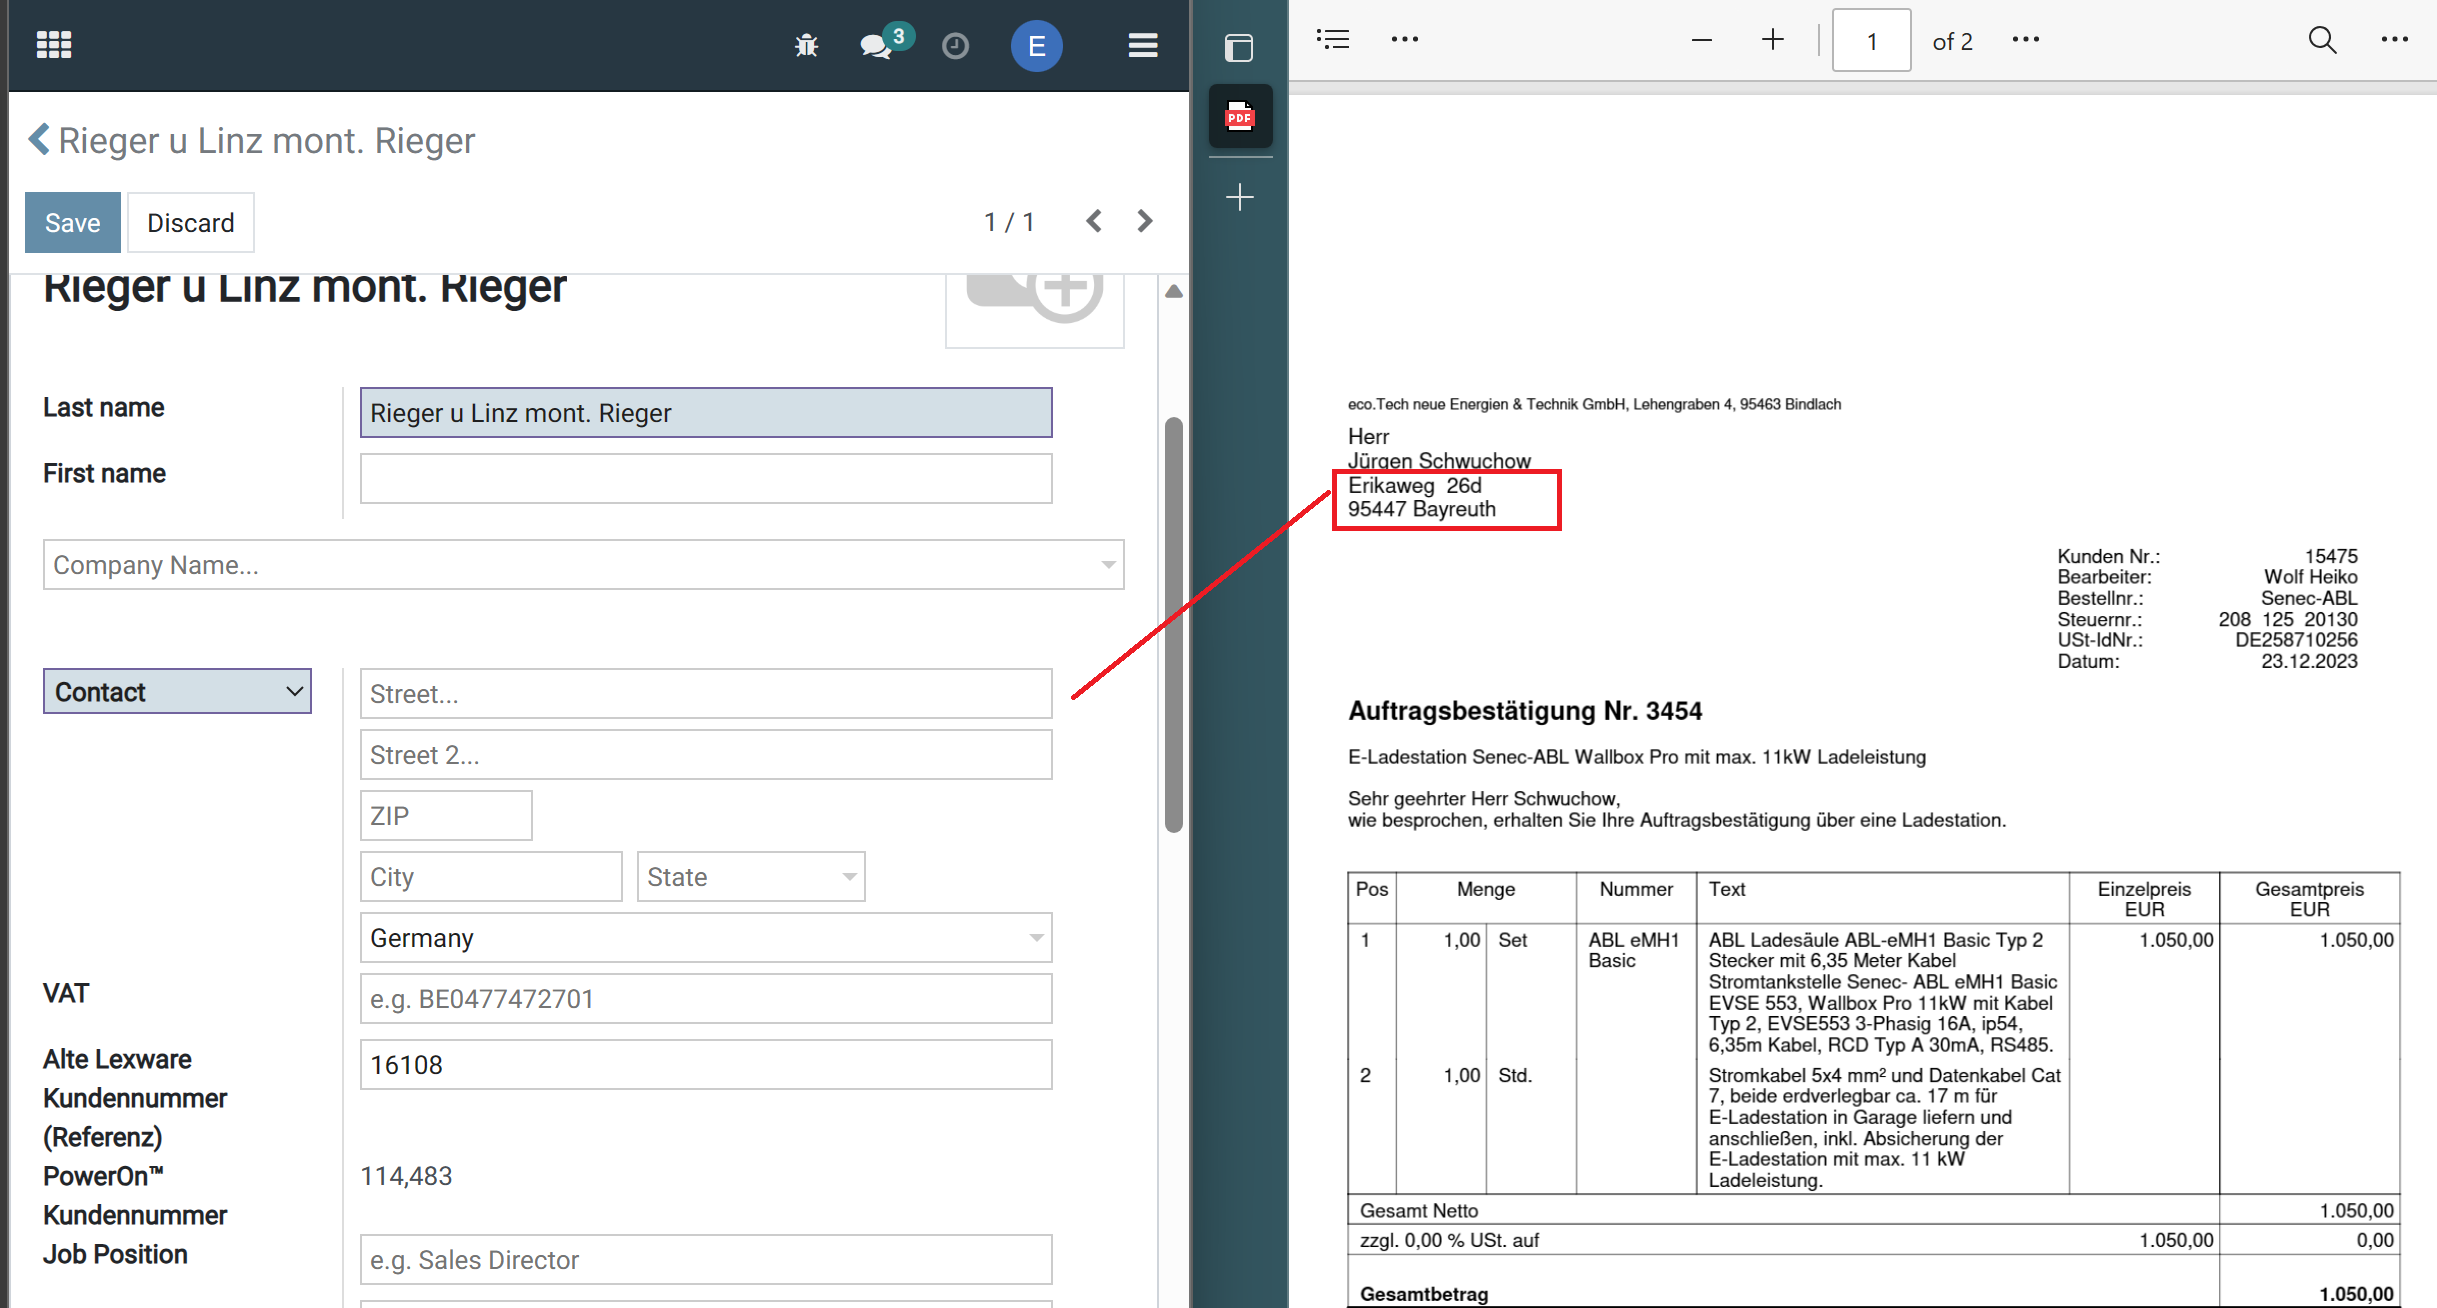 3
E
Rieger u Linz mont. Rieger
Save
Discard
1 / 1
Rieger u Linz mont. Rieger
Last name
Rieger u Linz mont. Rieger
First name
Company Name...
Contact
Street...
Street 2...
ZIP
City
State
Germany
VAT
e.g. BE0477472701
Alte Lexware
Kundennummer
(Referenz)
16108
PowerOn™
Kundennummer
114,483
Job Position
e.g. Sales Director
PDF
1
of 2
eco.Tech neue Energien & Technik GmbH, Lehengraben 4, 95463 Bindlach
Herr
Jürgen Schwuchow
Erikaweg 26d
95447 Bayreuth
Kunden Nr.: 15475
Bearbeiter: Wolf Heiko
Bestellnr.: Senec-ABL
Steuernr.: 208 125 20130
USt-IdNr.: DE258710256
Datum: 23.12.2023
Auftragsbestätigung Nr. 3454
E-Ladestation Senec-ABL Wallbox Pro mit max. 11kW Ladeleistung
Sehr geehrter Herr Schwuchow,
wie besprochen, erhalten Sie Ihre Auftragsbestätigung über eine Ladestation.
Pos Menge Nummer Text Einzelpreis EUR Gesamtpreis EUR
1 1,00 Set ABL eMH1 Basic ABL Ladesäule ABL-eMH1 Basic Typ 2 1.050,00 1.050,00
Stecker mit 6,35 Meter Kabel
Stromtankstelle Senec- ABL eMH1 Basic
EVSE 553, Wallbox Pro 11kW mit Kabel
Typ 2, EVSE553 3-Phasig 16A, ip54,
6,35m Kabel, RCD Typ A 30mA, RS485.
2 1,00 Std. Stromkabel 5x4 mm² und Datenkabel Cat
7, beide erdverlegbar ca. 17 m für
E-Ladestation in Garage liefern und
anschließen, inkl. Absicherung der
E-Ladestation mit max. 11 kW
Ladeleistung.
Gesamt Netto 1.050,00
zzgl. 0,00 % USt. auf 1.050,00 0,00
Gesamtbetrag 1.050,00